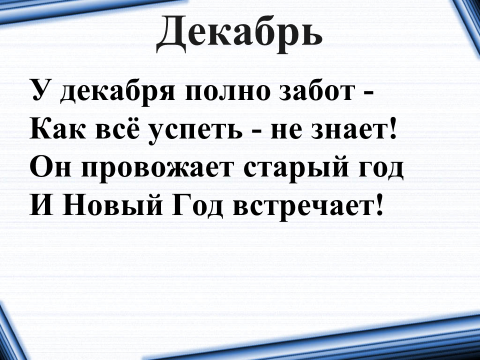 Декабрь
У декабря полно забот -
Как всё успеть - не знает!
Он провожает старый год
И Новый Год встречает!